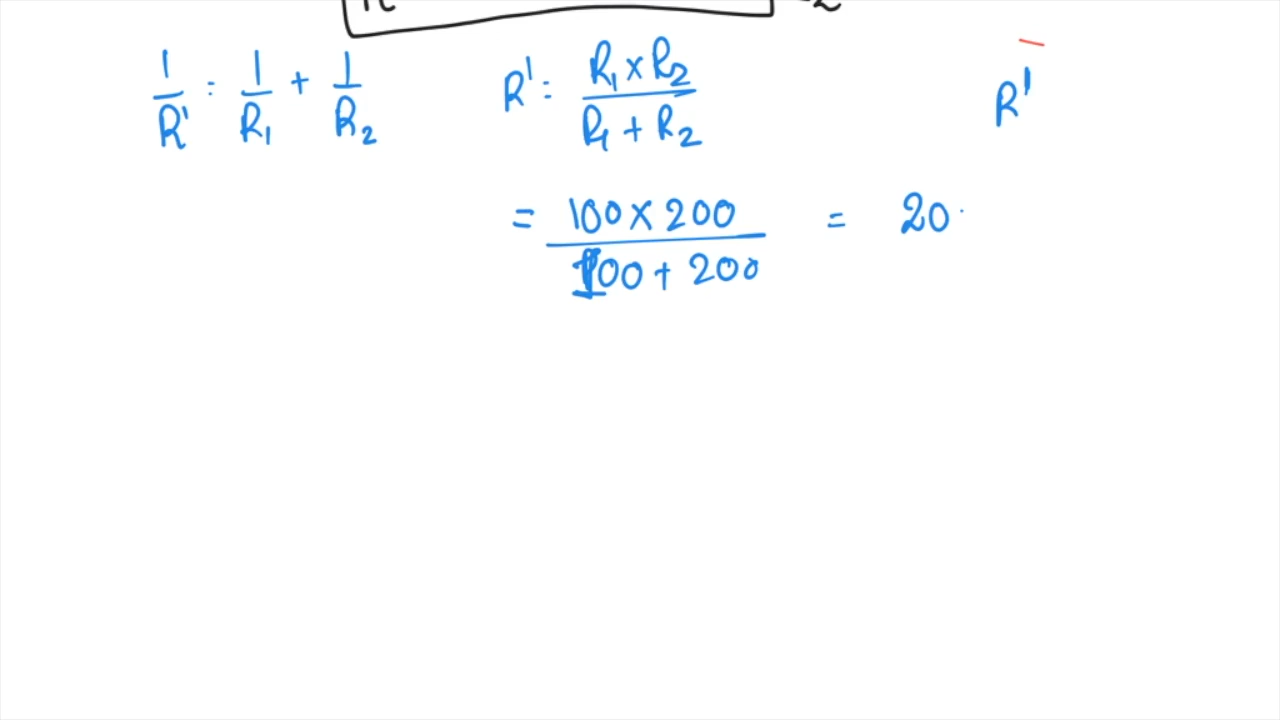 1/R' = 1/R₁ + 1/R₂ R' = (R₁ × R₂)/(R₁ + R₂) R'
= (100 × 200)/(100 + 200) = 20